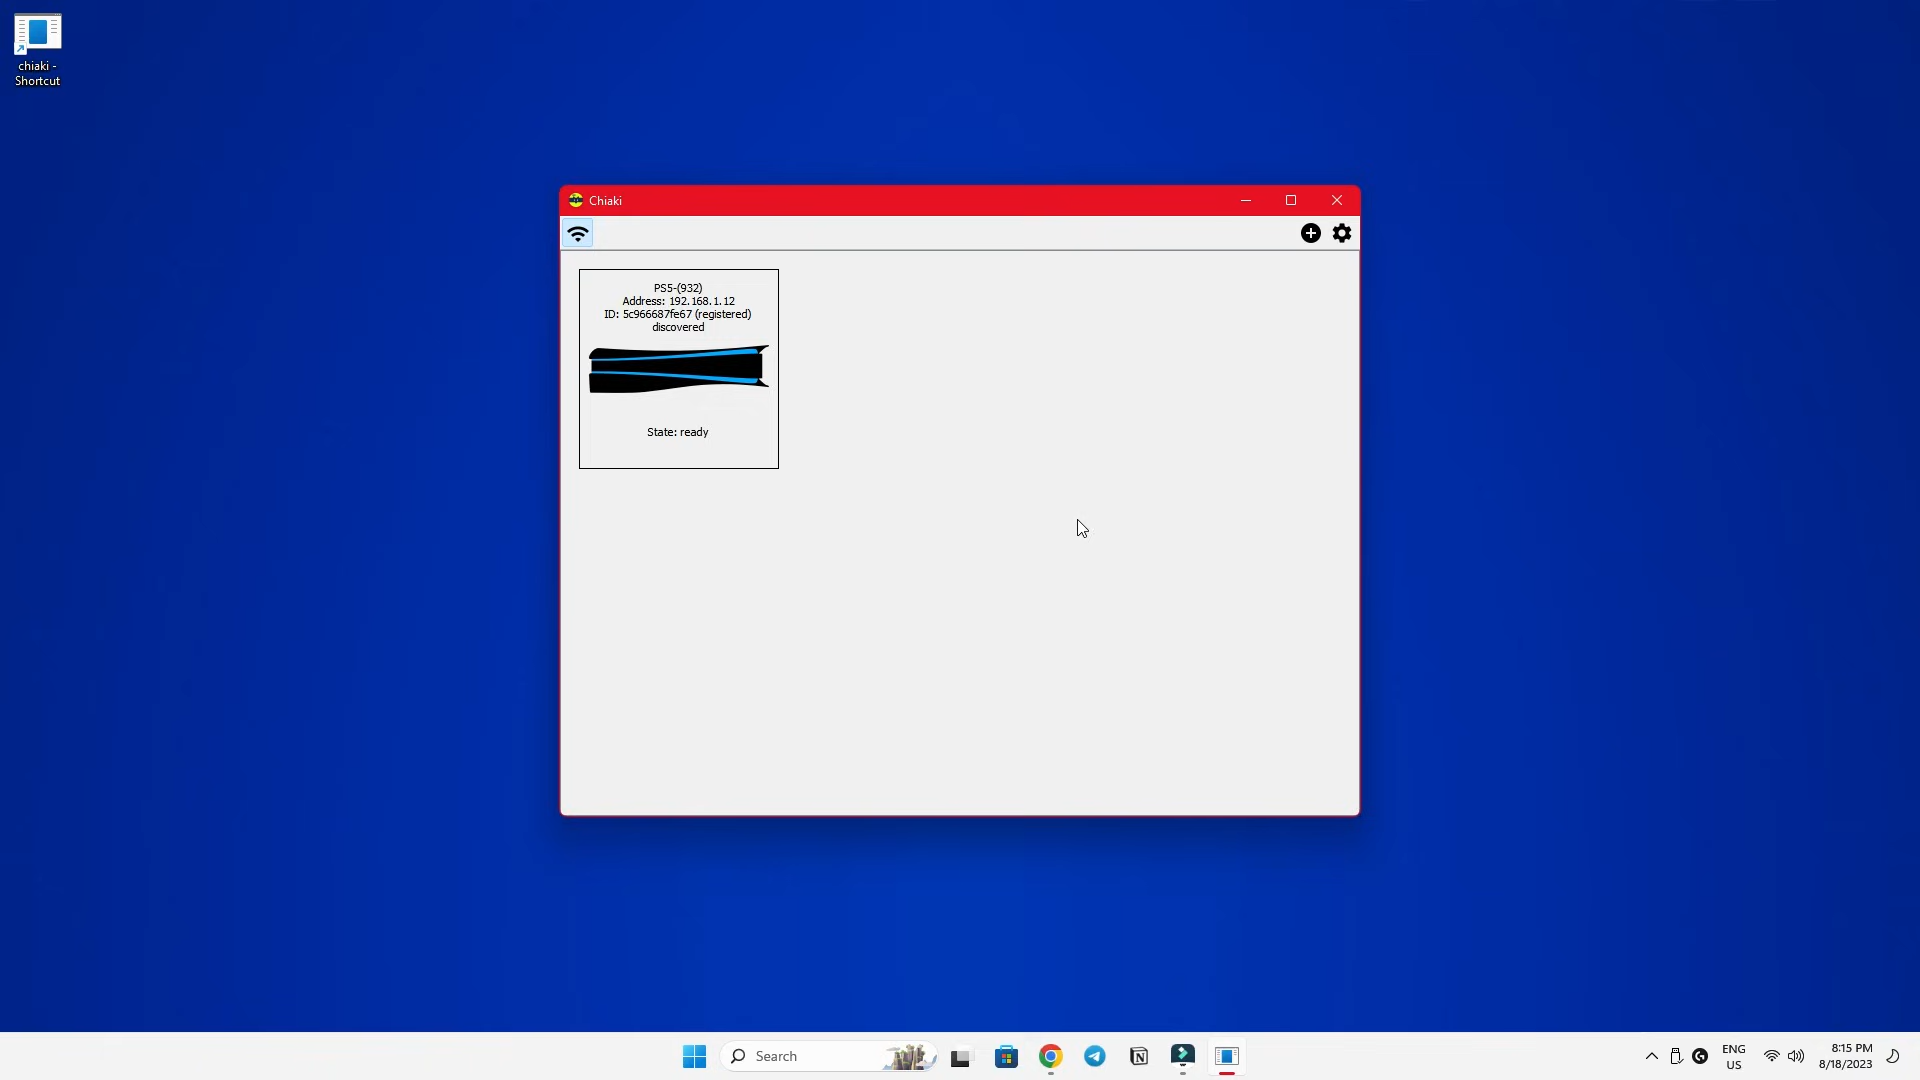 chiaki -
Shortcut
Chiaki
PS5-(932)
Address: 192.168.1.12
ID: 5c966687fe67 (registered)
discovered
State: ready
Search
ENG
US
8:15 PM
8/18/2023